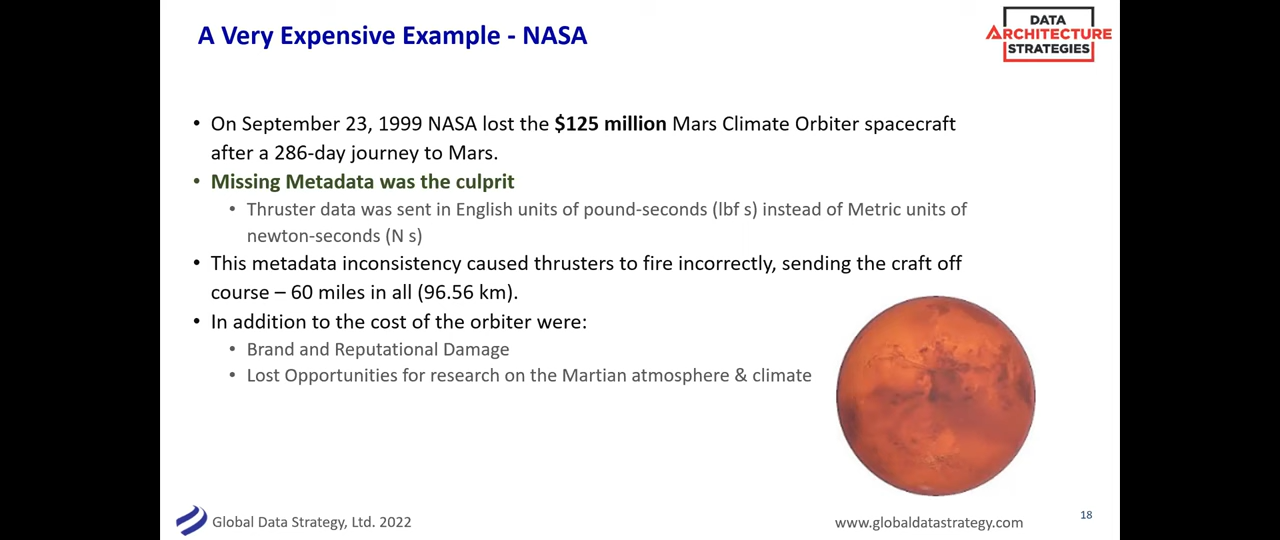 A Very Expensive Example - NASA
DATA
ARCHITECTURE
STRATEGIES
• On September 23, 1999 NASA lost the $125 million Mars Climate Orbiter spacecraft
after a 286-day journey to Mars.
• Missing Metadata was the culprit
• Thruster data was sent in English units of pound-seconds (lbf s) instead of Metric units of
newton-seconds (N s)
• This metadata inconsistency caused thrusters to fire incorrectly, sending the craft off
course – 60 miles in all (96.56 km).
• In addition to the cost of the orbiter were:
• Brand and Reputational Damage
• Lost Opportunities for research on the Martian atmosphere & climate
Global Data Strategy, Ltd. 2022
www.globaldatastrategy.com
18